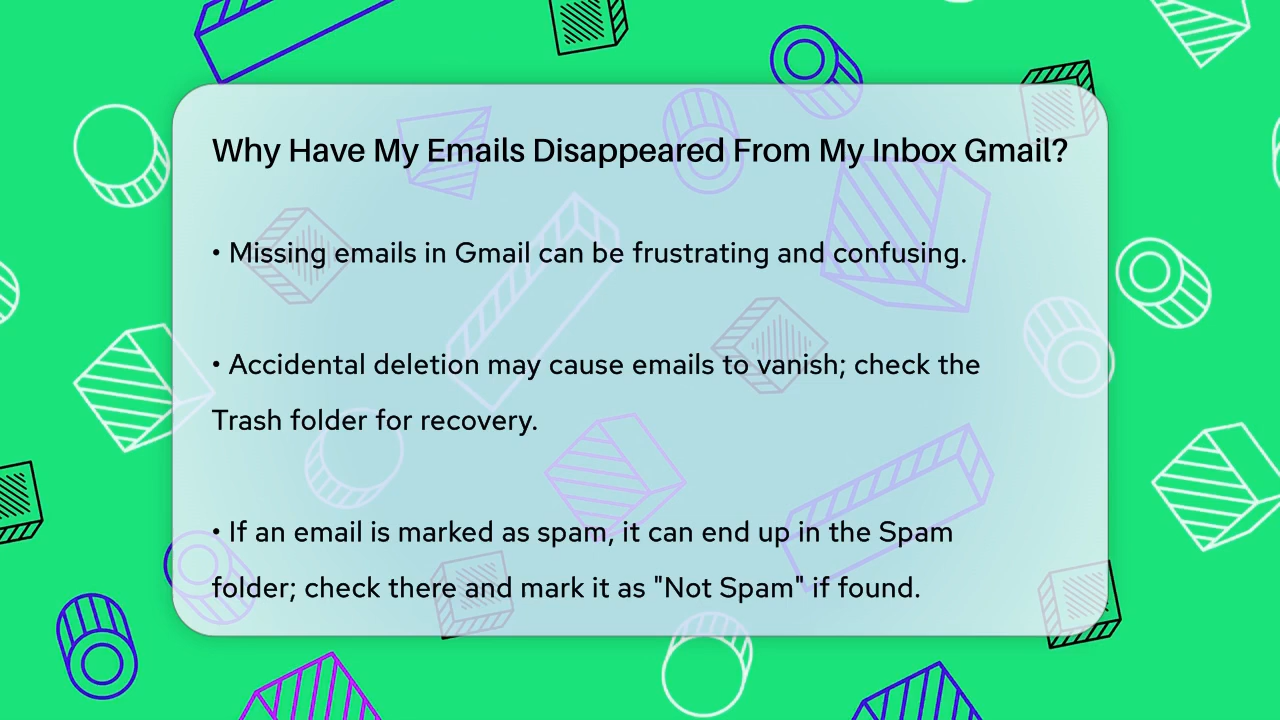 Why Have My Emails Disappeared From My Inbox Gmail?
• Missing emails in Gmail can be frustrating and confusing.
• Accidental deletion may cause emails to vanish; check the
Trash folder for recovery.
• If an email is marked as spam, it can end up in the Spam
folder; check there and mark it as "Not Spam" if found.